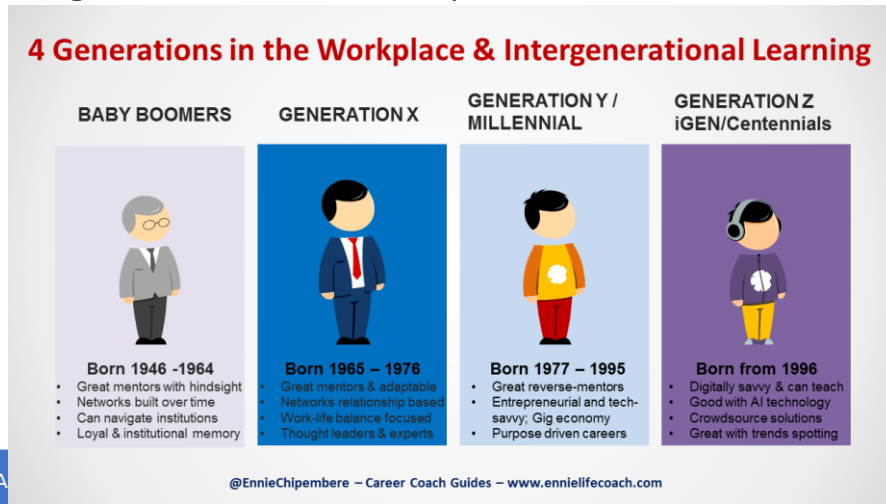 4 Generations in the Workplace & Intergenerational Learning
BABY BOOMERS
GENERATION X
GENERATION Y /
MILLENNIAL
GENERATION Z
iGEN/Centennials
Born 1946 -1964
• Great mentors with hindsight
• Networks built over time
• Can navigate institutions
• Loyal & institutional memory
Born 1965 – 1976
• Great mentors & adaptable
• Networks relationship based
• Work-life balance focused
• Thought leaders & experts
Born 1977 – 1995
• Great reverse-mentors
• Entrepreneurial and tech-
savvy; Gig economy
• Purpose driven careers
Born from 1996
• Digitally savvy & can teach
• Good with AI technology
• Crowdsource solutions
• Great with trends spotting
A
@EnnieChipembere – Career Coach Guides – www.ennielifecoach.com